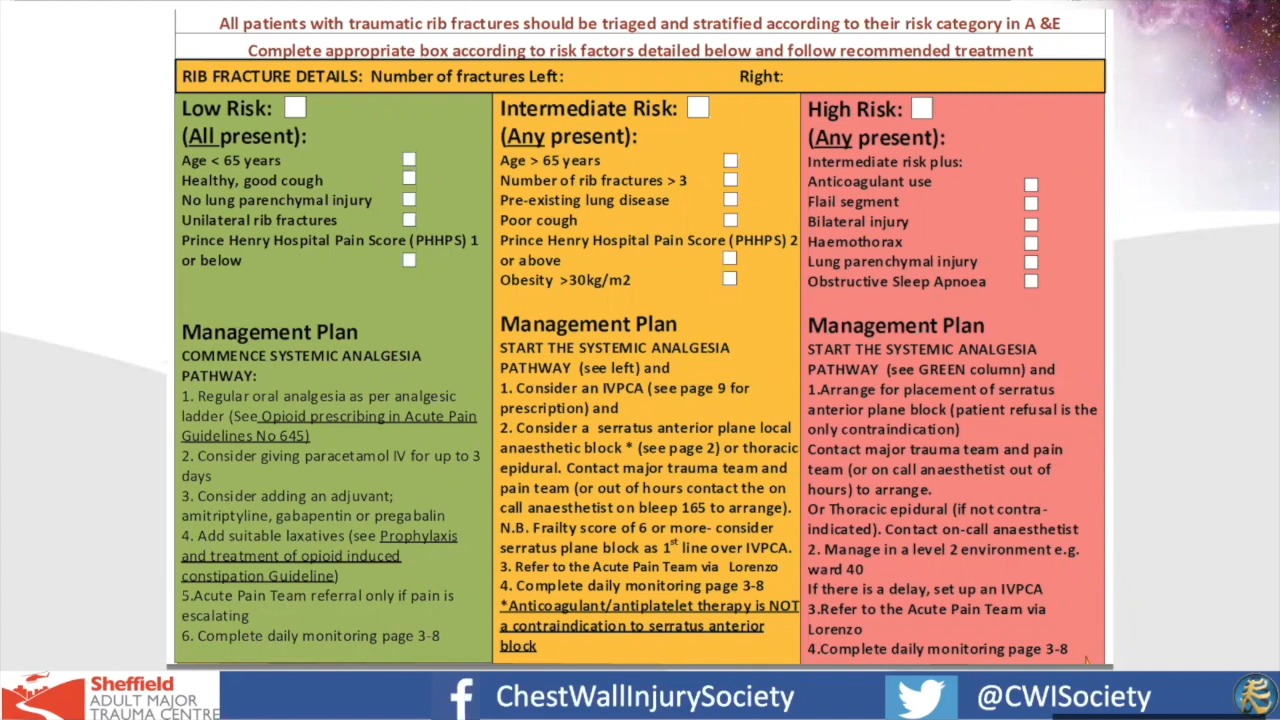 All patients with traumatic rib fractures should be triaged and stratified according to their risk category in A &E
Complete appropriate box according to risk factors detailed below and follow recommended treatment
RIB FRACTURE DETAILS: Number of fractures Left: Right:
Low Risk:
(All present):
Age < 65 years
Healthy, good cough
No lung parenchymal injury
Unilateral rib fractures
Prince Henry Hospital Pain Score (PHHPS) 1
or below
Management Plan
COMMENCE SYSTEMIC ANALGESIA
PATHWAY:
1. Regular oral analgesia as per analgesic
ladder (See Opioid prescribing in Acute Pain
Guidelines No 645)
2. Consider giving paracetamol IV for up to 3
days
3. Consider adding an adjuvant;
amitriptyline, gabapentin or pregabalin
4. Add suitable laxatives (see Prophylaxis
and treatment of opioid induced
constipation Guideline)
5.Acute Pain Team referral only if pain is
escalating
6. Complete daily monitoring page 3-8
Intermediate Risk:
(Any present):
Age > 65 years
Number of rib fractures > 3
Pre-existing lung disease
Poor cough
Prince Henry Hospital Pain Score (PHHPS) 2
or above
Obesity >30kg/m2
Management Plan
START THE SYSTEMIC ANALGESIA
PATHWAY (see left) and
1. Consider an IVPCA (see page 9 for
prescription) and
2. Consider a serratus anterior plane local
anaesthetic block * (see page 2) or thoracic
epidural. Contact major trauma team and
pain team (or out of hours contact the on
call anaesthetist on bleep 165 to arrange).
N.B. Frailty score of 6 or more- consider
serratus plane block as 1st line over IVPCA.
3. Refer to the Acute Pain Team via Lorenzo
4. Complete daily monitoring page 3-8
*Anticoagulant/antiplatelet therapy is NOT
a contraindication to serratus anterior
block
High Risk:
(Any present):
Intermediate risk plus:
Anticoagulant use
Flail segment
Bilateral injury
Haemothorax
Lung parenchymal injury
Obstructive Sleep Apnoea
Management Plan
START THE SYSTEMIC ANALGESIA
PATHWAY (see GREEN column) and
1.Arrange for placement of serratus
anterior plane block (patient refusal is the
only contraindication)
Contact major trauma team and pain
team (or on call anaesthetist out of
hours) to arrange.
Or Thoracic epidural (if not contra-
indicated). Contact on-call anaesthetist
2. Manage in a level 2 environment e.g.
ward 40
If there is a delay, set up an IVPCA
3.Refer to the Acute Pain Team via
Lorenzo
4.Complete daily monitoring page 3-8
Sheffield
ADULT MAJOR
TRAUMA CENTRE
ChestWallInjurySociety
@CWISociety